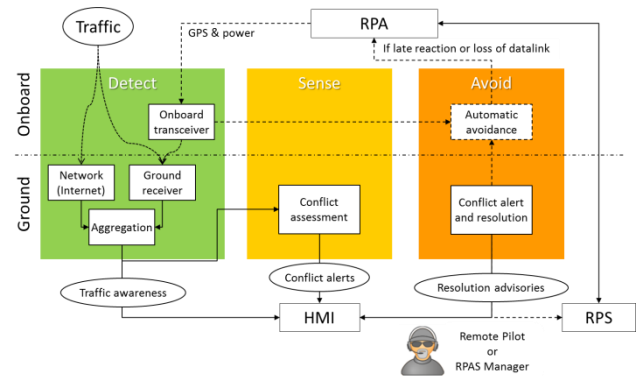 Traffic
RPA
GPS & power
If late reaction or loss of datalink
Onboard
Detect
Sense
Avoid
Onboard
transceiver
Automatic
avoidance
Ground
Network
(Internet)
Ground
receiver
Aggregation
Conflict
assessment
Conflict alert
and resolution
Traffic awareness
Conflict alerts
Resolution advisories
HMI
RPS
Remote Pilot
or
RPAS Manager